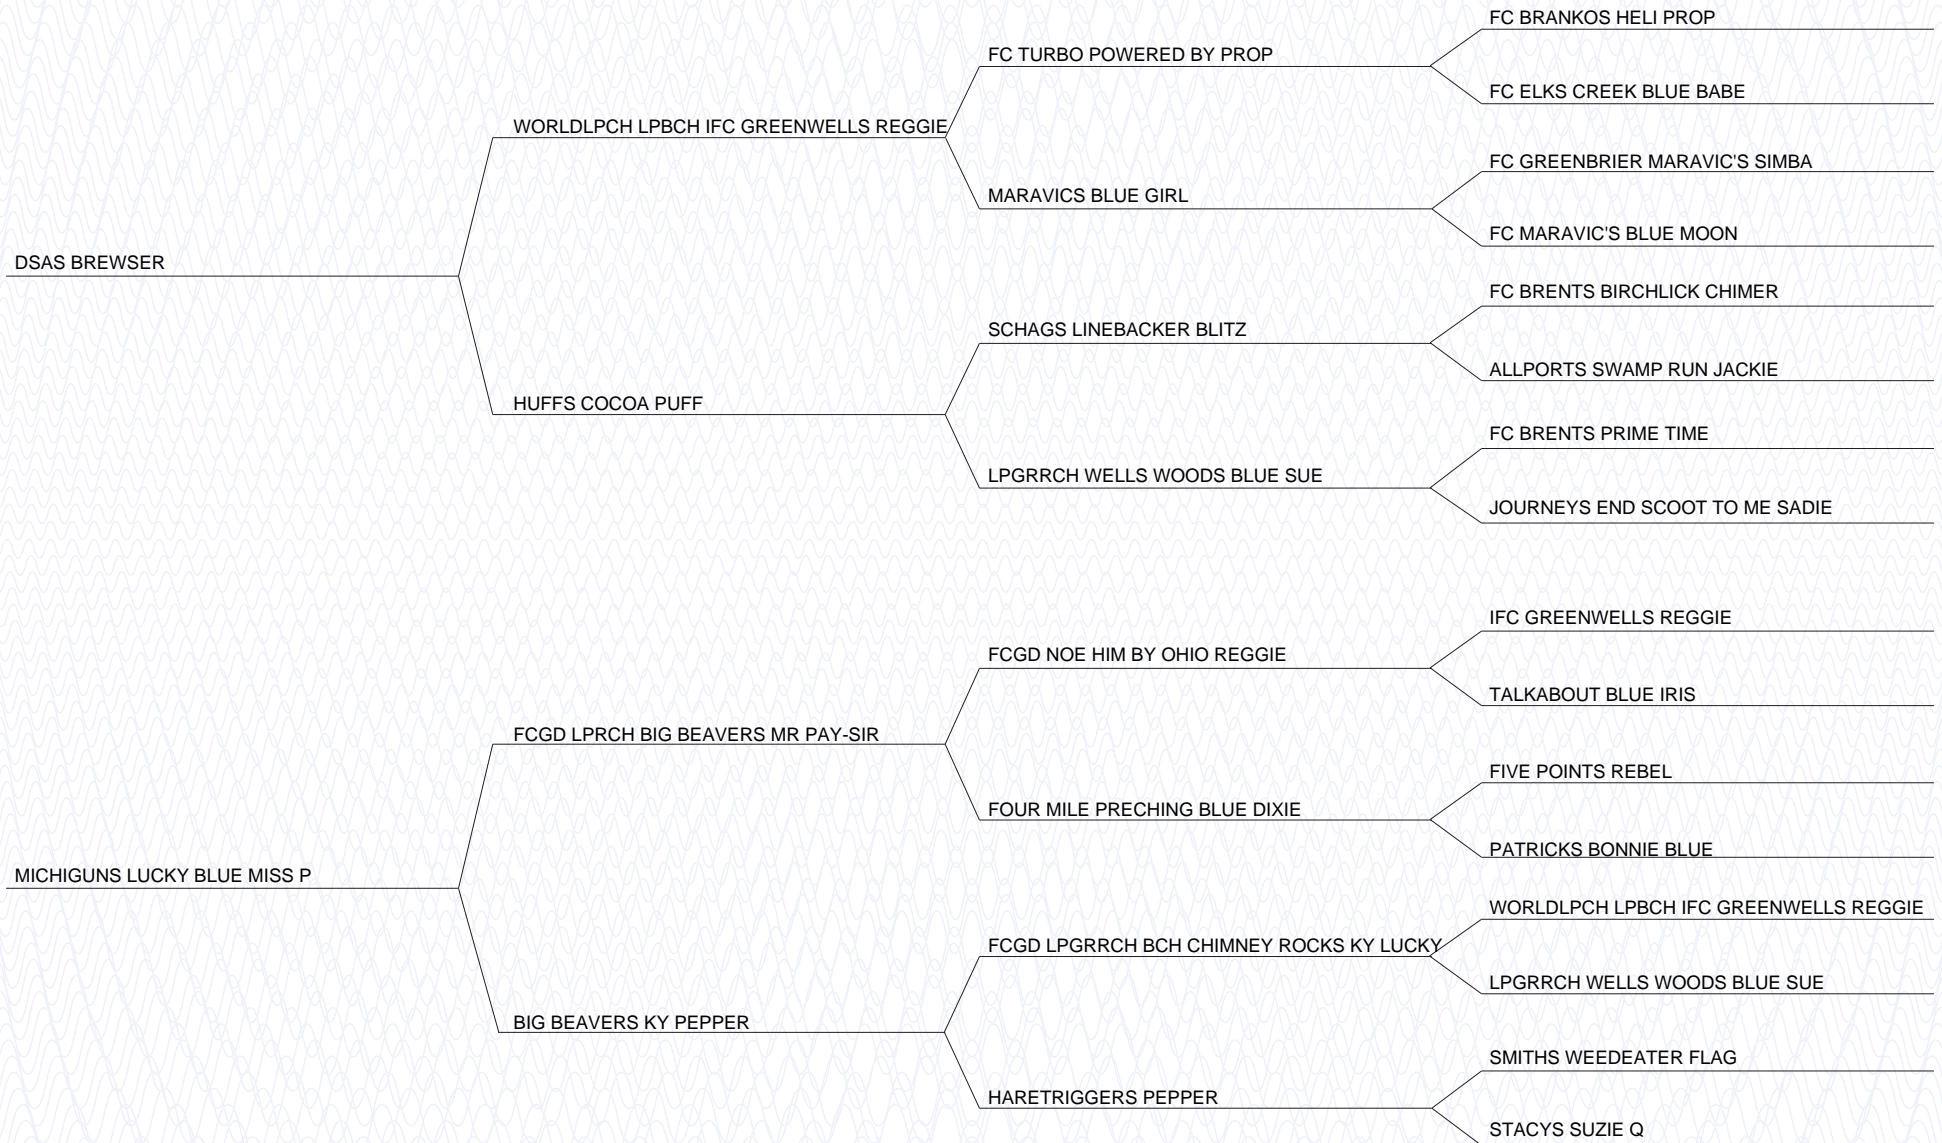 FC BRANKOS HELI PROP
FC TURBO POWERED BY PROP
FC ELKS CREEK BLUE BABE
WORLDLPCH LPBCH IFC GREENWELLS REGGIE
FC GREENBRIER MARAVIC'S SIMBA
MARAVICS BLUE GIRL
FC MARAVIC'S BLUE MOON
DSAS BREWSER
FC BRENTS BIRCHLICK CHIMER
SCHAGS LINEBACKER BLITZ
ALLPORTS SWAMP RUN JACKIE
HUFFS COCOA PUFF
FC BRENTS PRIME TIME
LPGRRCH WELLS WOODS BLUE SUE
JOURNEYS END SCOOT TO ME SADIE
IFC GREENWELLS REGGIE
FCGD NOE HIM BY OHIO REGGIE
TALKABOUT BLUE IRIS
FCGD LPRCH BIG BEAVERS MR PAY-SIR
FIVE POINTS REBEL
FOUR MILE PRECHING BLUE DIXIE
PATRICKS BONNIE BLUE
MICHIGUNS LUCKY BLUE MISS P
WORLDLPCH LPBCH IFC GREENWELLS REGGIE
FCGD LPGRRCH BCH CHIMNEY ROCKS KY LUCKY
LPGRRCH WELLS WOODS BLUE SUE
BIG BEAVERS KY PEPPER
SMITHS WEEDEATER FLAG
HARETRIGGERS PEPPER
STACYS SUZIE Q